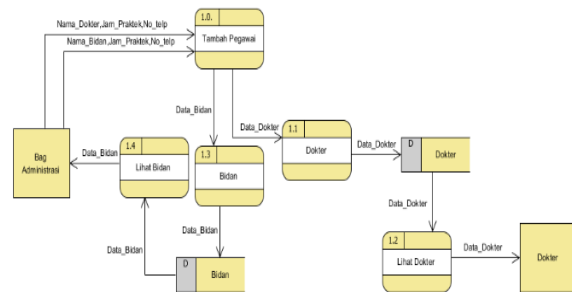 1.0.
Nama_Dokter,Jam_Praktek,No_telp
Tambah Pegawai
Nama_Bidan,Jam_Praktek,No_telp
Data_Bidan
Data_Dokter
1.1
Dokter
Data_Dokter
D
Dokter
Bag
Administrasi
Data_Bidan
1.4
Lihat Bidan
1.3
Bidan
Data_Dokter
Data_Bidan
Data_Bidan
D
Bidan
1.2
Lihat Dokter
Data_Dokter
Dokter